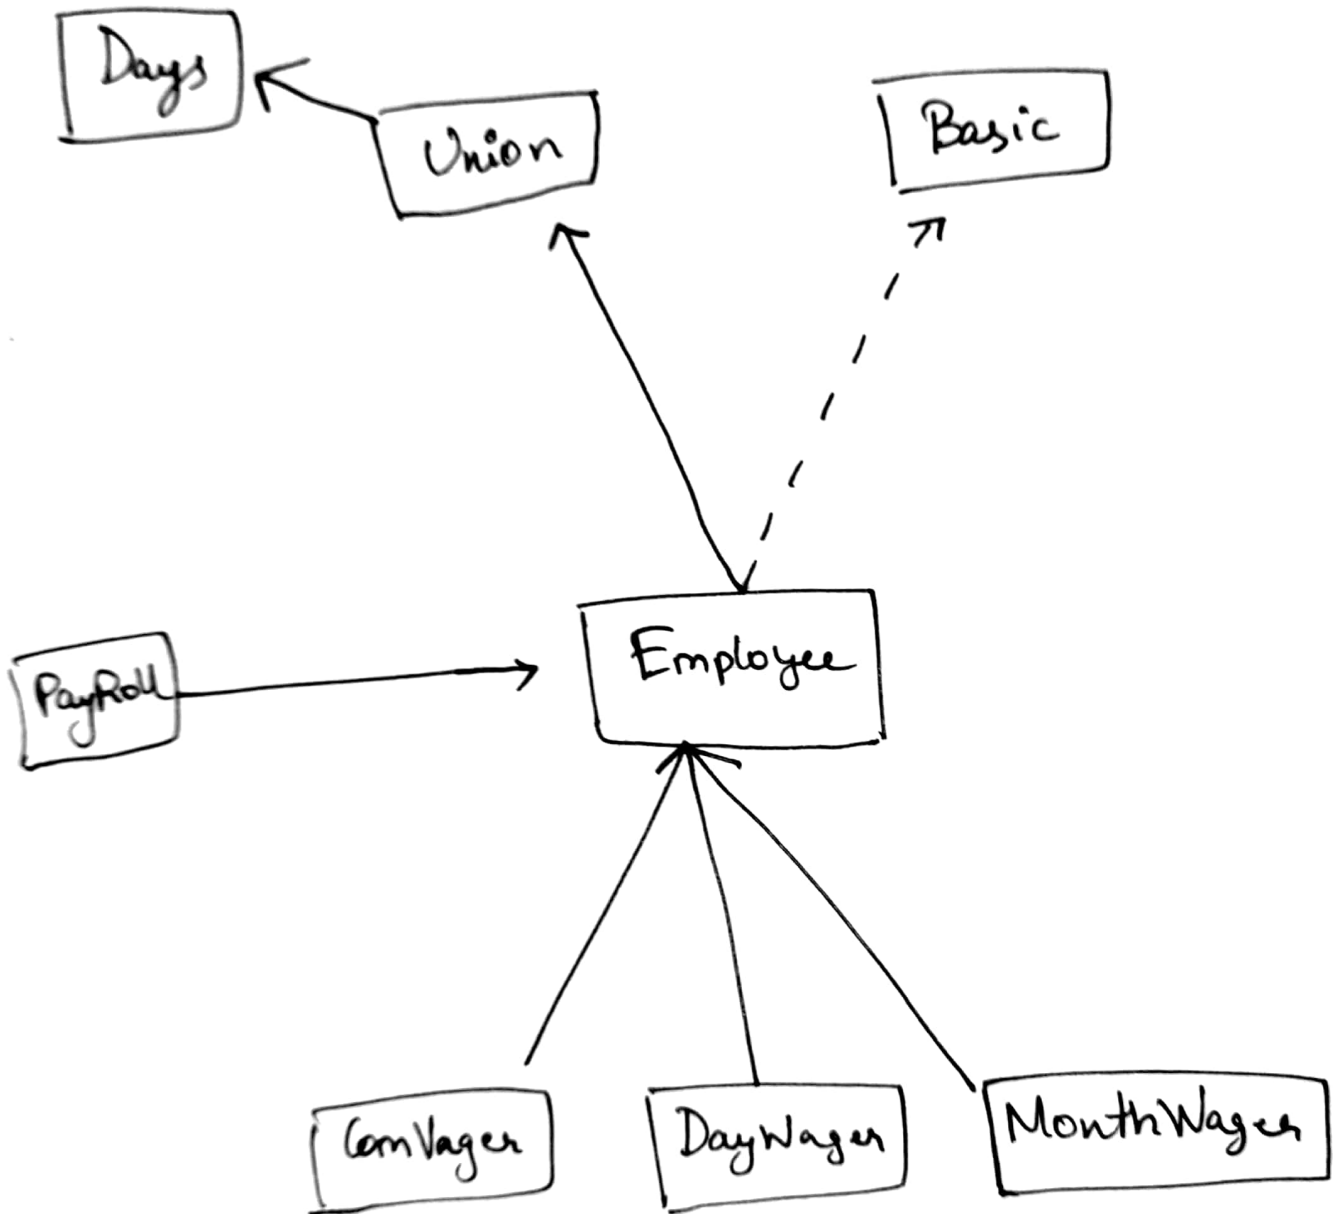 Days
Union
Basic
Employee
PayRoll
ComVager
DayWager
MonthWager